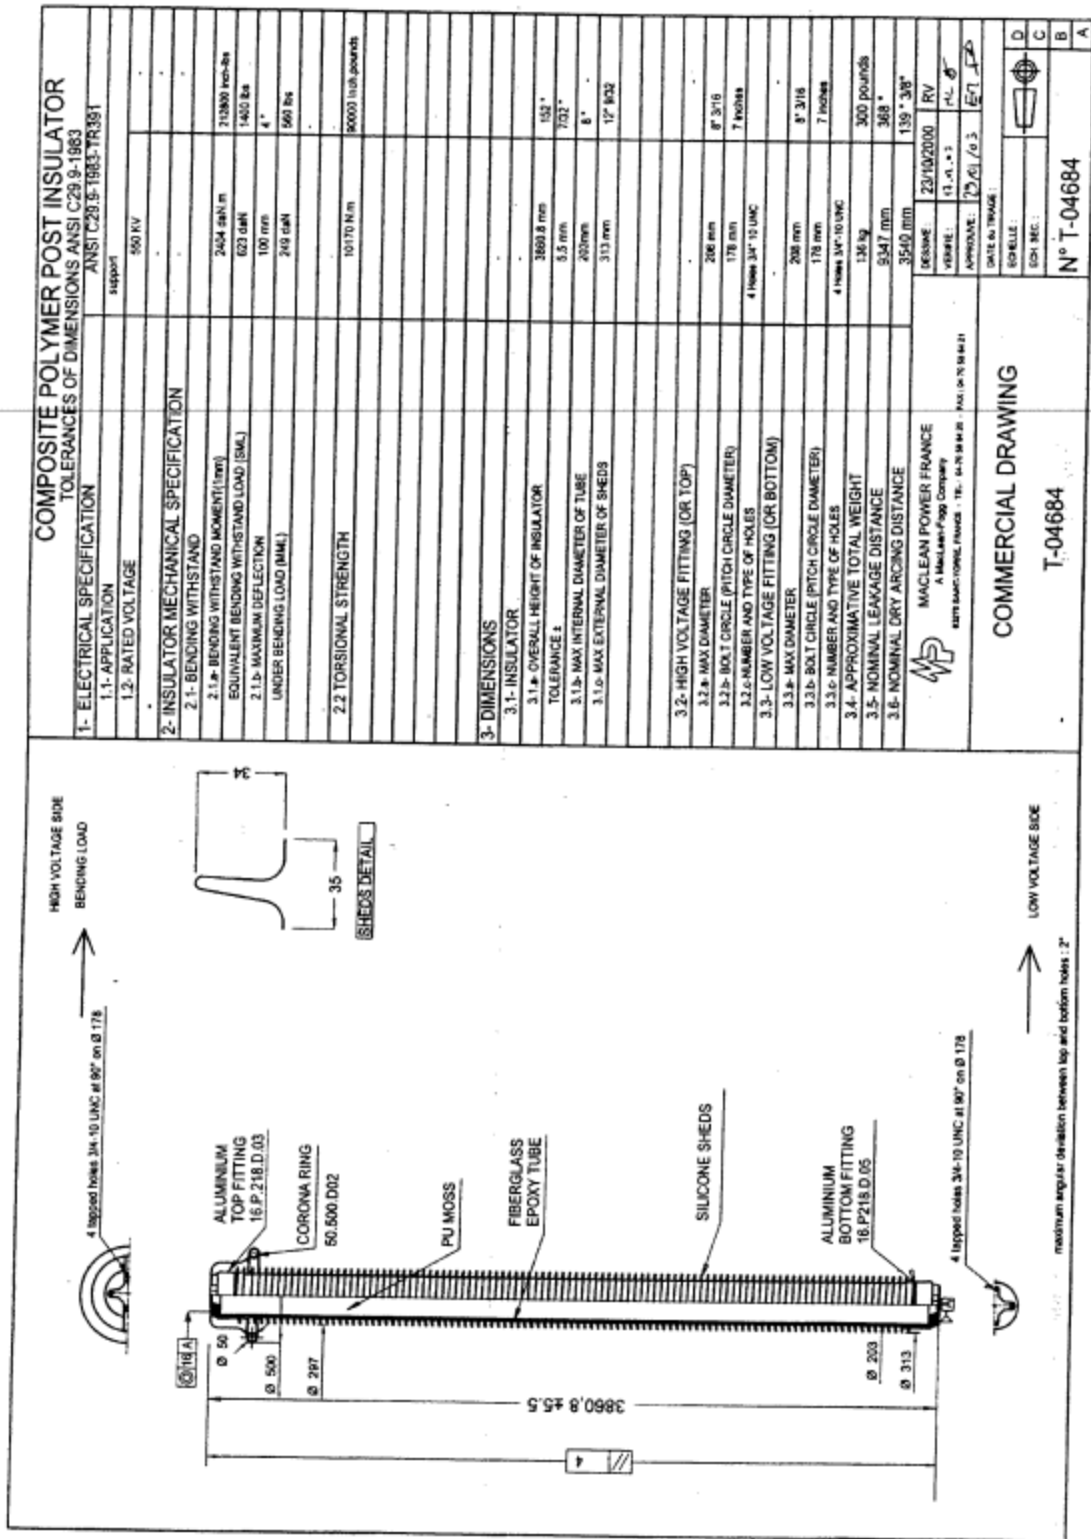 COMPOSITE POLYMER POST INSULATOR
TOLERANCES OF DIMENSIONS ANSI C29.9-1983
1- ELECTRICAL SPECIFICATION ANSI C29.9-1983-TR391
1.1- APPLICATION support
1.2- RATED VOLTAGE 550 KV
2- INSULATOR MECHANICAL SPECIFICATION
2.1- BENDING WITHSTAND
2.1.a- BENDING WITHSTAND MOMENT(1mm) 2404 daN.m 212800 inch-lbs
EQUIVALENT BENDING WITHSTAND LOAD (SML) 623 daN 1400 lbs
2.1.b- MAXIMUM DEFLECTION 100 mm 4"
UNDER BENDING LOAD (MML) 249 daN 560 lbs
2.2 TORSIONAL STRENGTH 10170 N.m 90000 inch.pounds
3- DIMENSIONS
3.1- INSULATOR
3.1.a- OVERALL HEIGHT OF INSULATOR 3860.8 mm 152"
TOLERANCE ± 5.5 mm 7/32"
3.1.b- MAX INTERNAL DIAMETER OF TUBE 203mm 8"
3.1.c- MAX EXTERNAL DIAMETER OF SHEDS 313 mm 12" 9/32
3.2- HIGH VOLTAGE FITTING (OR TOP)
3.2.a- MAX DIAMETER 208 mm 8" 3/16
3.2.b- BOLT CIRCLE (PITCH CIRCLE DIAMETER) 178 mm 7 inches
3.2.c-NUMBER AND TYPE OF HOLES 4 Holes 3/4"-10 UNC
3.3- LOW VOLTAGE FITTING (OR BOTTOM)
3.3.a- MAX DIAMETER 208 mm 8" 3/16
3.3.b- BOLT CIRCLE (PITCH CIRCLE DIAMETER) 178 mm 7 inches
3.3.c- NUMBER AND TYPE OF HOLES 4 Holes 3/4"-10 UNC
3.4- APPROXIMATIVE TOTAL WEIGHT 136 kg 300 pounds
3.5- NOMINAL LEAKAGE DISTANCE 9347 mm 368 "
3.6- NOMINAL DRY ARCING DISTANCE 3540 mm 139 " 3/8"
MACLEAN POWER FRANCE
A MacLean-Fogg Company
DESSINE : 23/10/2000 RV
VERIFIE :
APPROUVE :
DATE du TIRAGE :
ECHELLE :
ECH SEC :
COMMERCIAL DRAWING
T-04684
N° T-04684
D
C
B
A
HIGH VOLTAGE SIDE
BENDING LOAD
4 tapped holes 3/4-10 UNC at 90° on Ø 178
34
35
SHEDS DETAIL
ALUMINIUM
TOP FITTING
16.P.218.D.03
CORONA RING
50.500.D02
PU MOSS
FIBERGLASS
EPOXY TUBE
SILICONE SHEDS
ALUMINIUM
BOTTOM FITTING
16.P218.D.05
4 tapped holes 3/4-10 UNC at 90° on Ø 178
LOW VOLTAGE SIDE
maximum angular deviation between top and bottom holes : 2°
Ø 50
Ø 500
Ø 297
Ø 203
Ø 313
3860,8 ±5.5
4 //
A